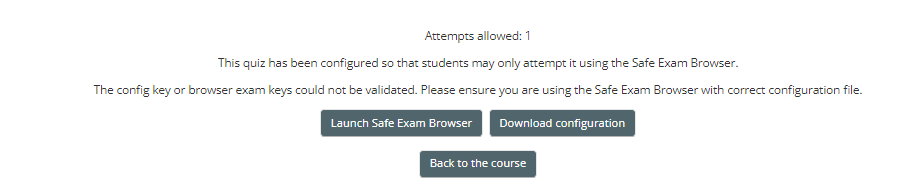 Attempts allowed: 1
This quiz has been configured so that students may only attempt it using the Safe Exam Browser.
The config key or browser exam keys could not be validated. Please ensure you are using the Safe Exam Browser with correct configuration file.
Launch Safe Exam Browser Download configuration
Back to the course